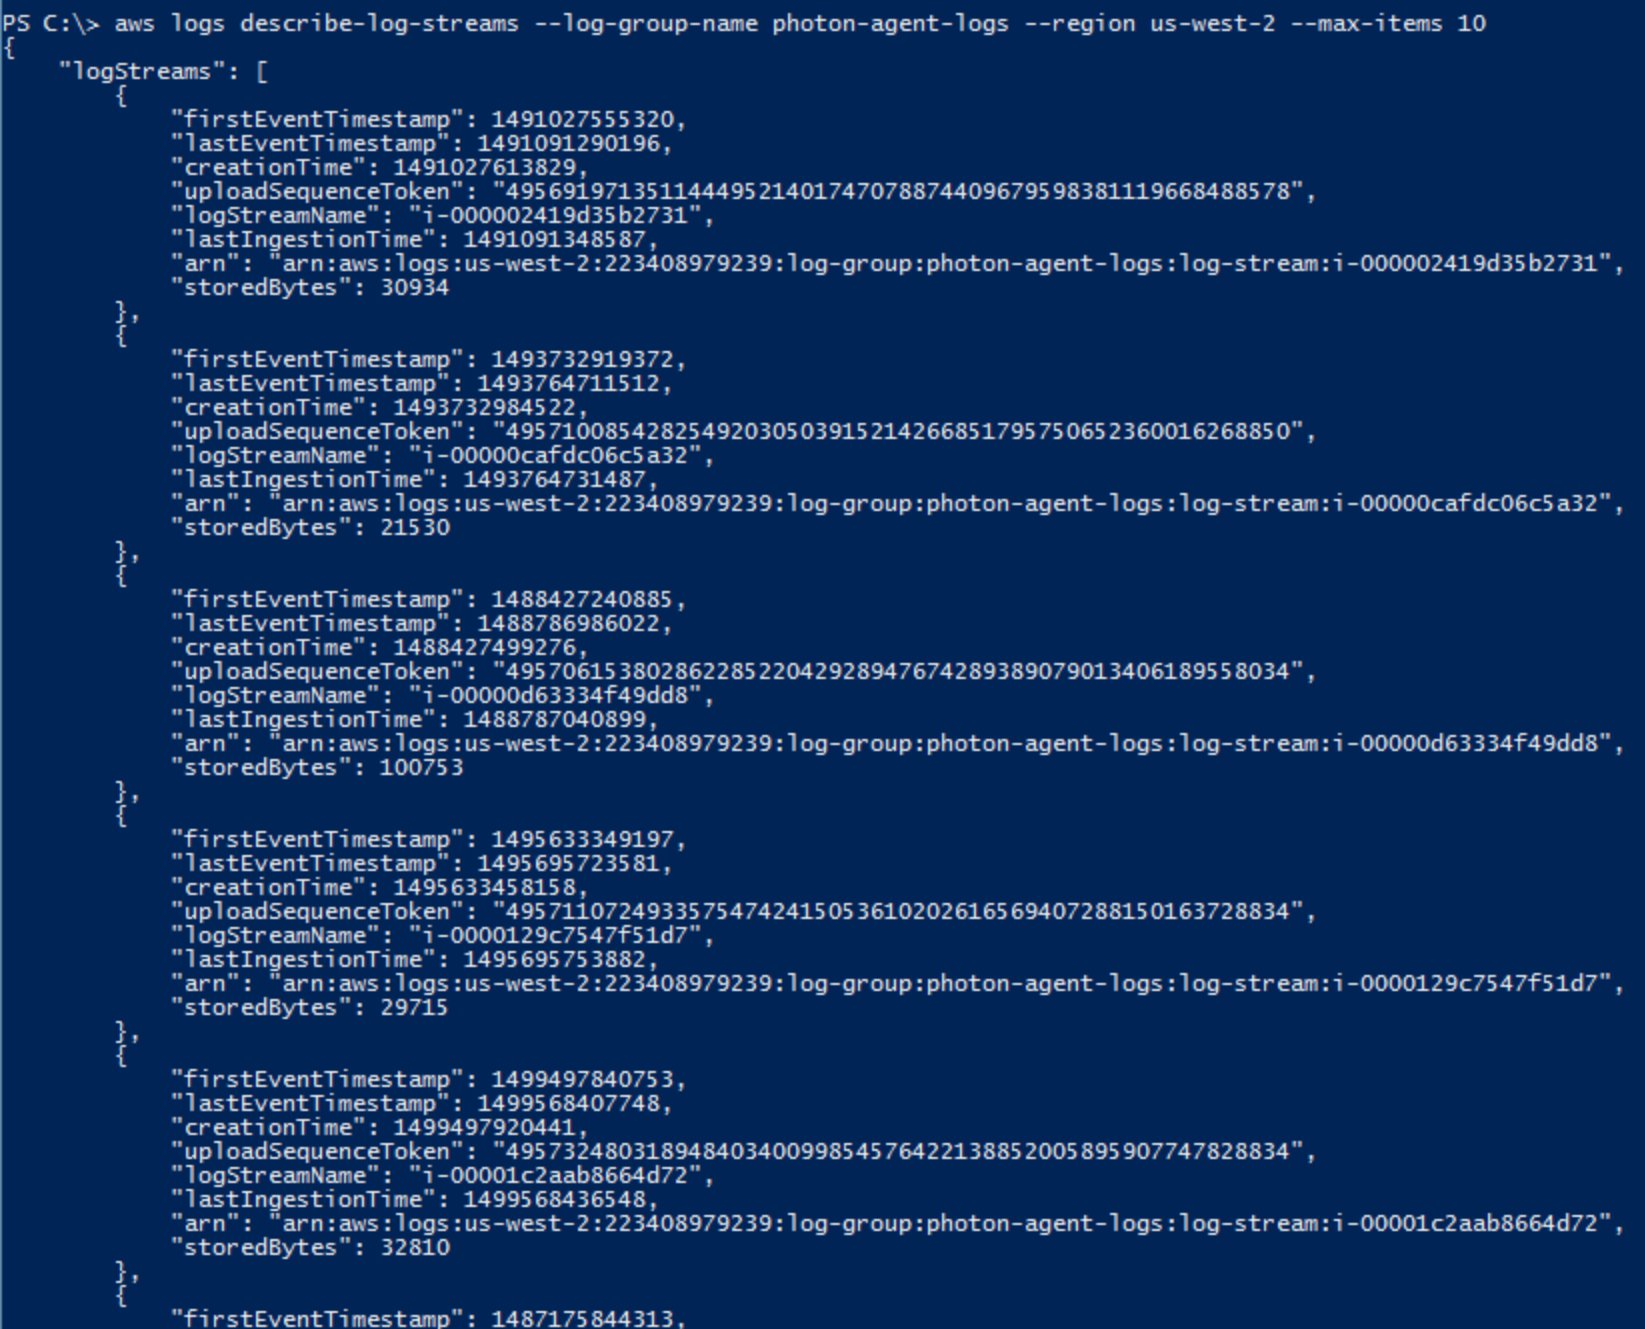 PS C:\> aws logs describe-log-streams --log-group-name photon-agent-logs --region us-west-2 --max-items 10
{
    "logStreams": [
        {
            "firstEventTimestamp": 1491027555320,
            "lastEventTimestamp": 1491091290196,
            "creationTime": 1491027613829,
            "uploadSequenceToken": "49569197135114449521401747078874409679598381119668488578",
            "logStreamName": "i-000002419d35b2731",
            "lastIngestionTime": 1491091348587,
            "arn": "arn:aws:logs:us-west-2:223408979239:log-group:photon-agent-logs:log-stream:i-000002419d35b2731",
            "storedBytes": 30934
        },
        {
            "firstEventTimestamp": 1493732919372,
            "lastEventTimestamp": 1493764711512,
            "creationTime": 1493732984522,
            "uploadSequenceToken": "49571008542825492030503915214266851795750652360016268850",
            "logStreamName": "i-00000cafdc06c5a32",
            "lastIngestionTime": 1493764731487,
            "arn": "arn:aws:logs:us-west-2:223408979239:log-group:photon-agent-logs:log-stream:i-00000cafdc06c5a32",
            "storedBytes": 21530
        },
        {
            "firstEventTimestamp": 1488427240885,
            "lastEventTimestamp": 1488786986022,
            "creationTime": 1488427499276,
            "uploadSequenceToken": "49570615380286228522042928947674289389079013406189558034",
            "logStreamName": "i-00000d63334f49dd8",
            "lastIngestionTime": 1488787040899,
            "arn": "arn:aws:logs:us-west-2:223408979239:log-group:photon-agent-logs:log-stream:i-00000d63334f49dd8",
            "storedBytes": 100753
        },
        {
            "firstEventTimestamp": 1495633349197,
            "lastEventTimestamp": 1495695723581,
            "creationTime": 1495633458158,
            "uploadSequenceToken": "49571107249335754742415053610202616569407288150163728834",
            "logStreamName": "i-0000129c7547f51d7",
            "lastIngestionTime": 1495695753882,
            "arn": "arn:aws:logs:us-west-2:223408979239:log-group:photon-agent-logs:log-stream:i-0000129c7547f51d7",
            "storedBytes": 29715
        },
        {
            "firstEventTimestamp": 1499497840753,
            "lastEventTimestamp": 1499568407748,
            "creationTime": 1499497920441,
            "uploadSequenceToken": "49573248031894840340099854576422138852005895907747828834",
            "logStreamName": "i-00001c2aab8664d72",
            "lastIngestionTime": 1499568436548,
            "arn": "arn:aws:logs:us-west-2:223408979239:log-group:photon-agent-logs:log-stream:i-00001c2aab8664d72",
            "storedBytes": 32810
        },
        {
            "firstEventTimestamp": 1487175844313,